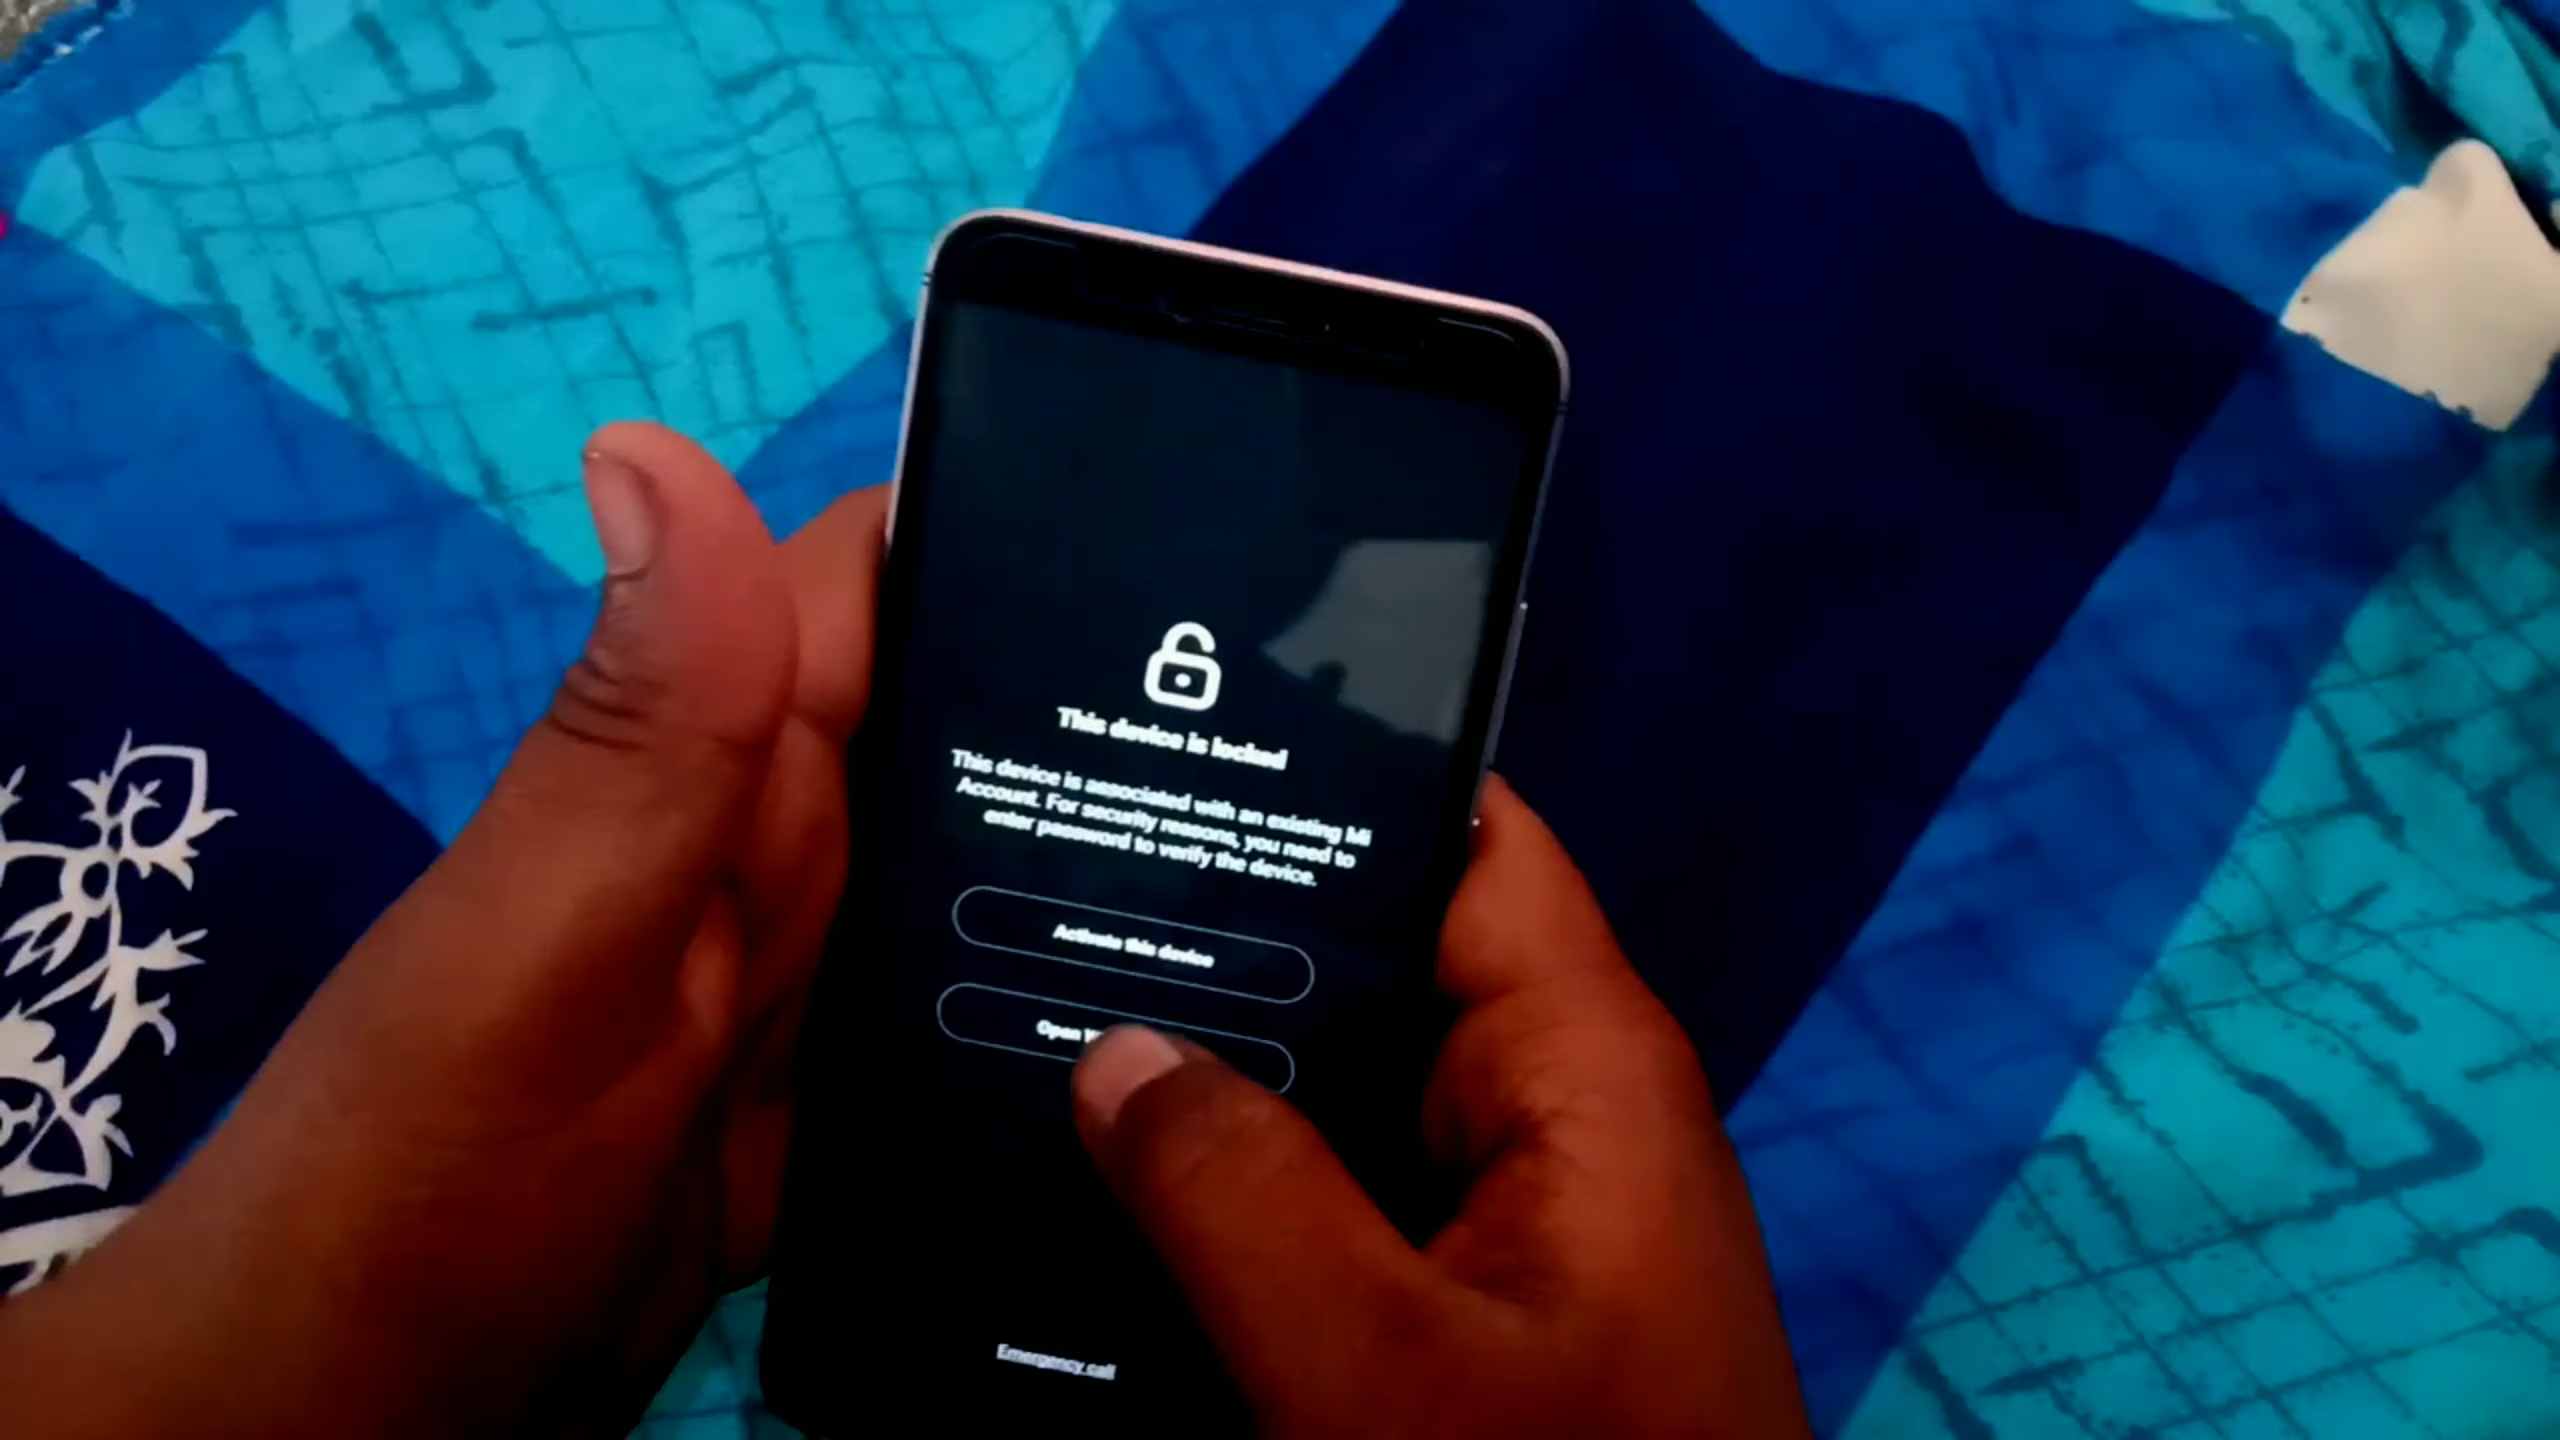 This device is locked
This device is associated with an existing Mi
Account. For security reasons, you need to
enter password to verify the device.
Activate this device
Open
Emergency call